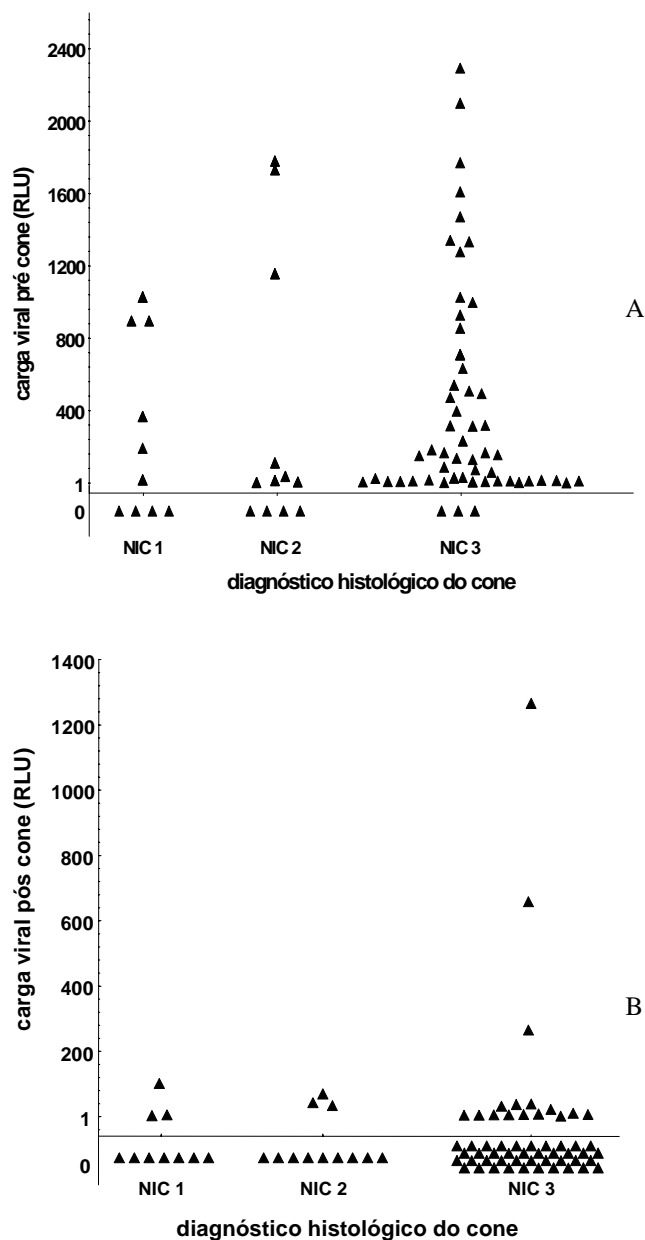 2400
2000
1600
1200
800
400
1
0
carga viral pré cone (RLU)
A
NIC 1 NIC 2 NIC 3
diagnóstico histológico do cone
1400
1200
1000
800
600
400
200
1
0
carga viral pós cone (RLU)
B
NIC 1 NIC 2 NIC 3
diagnóstico histológico do cone